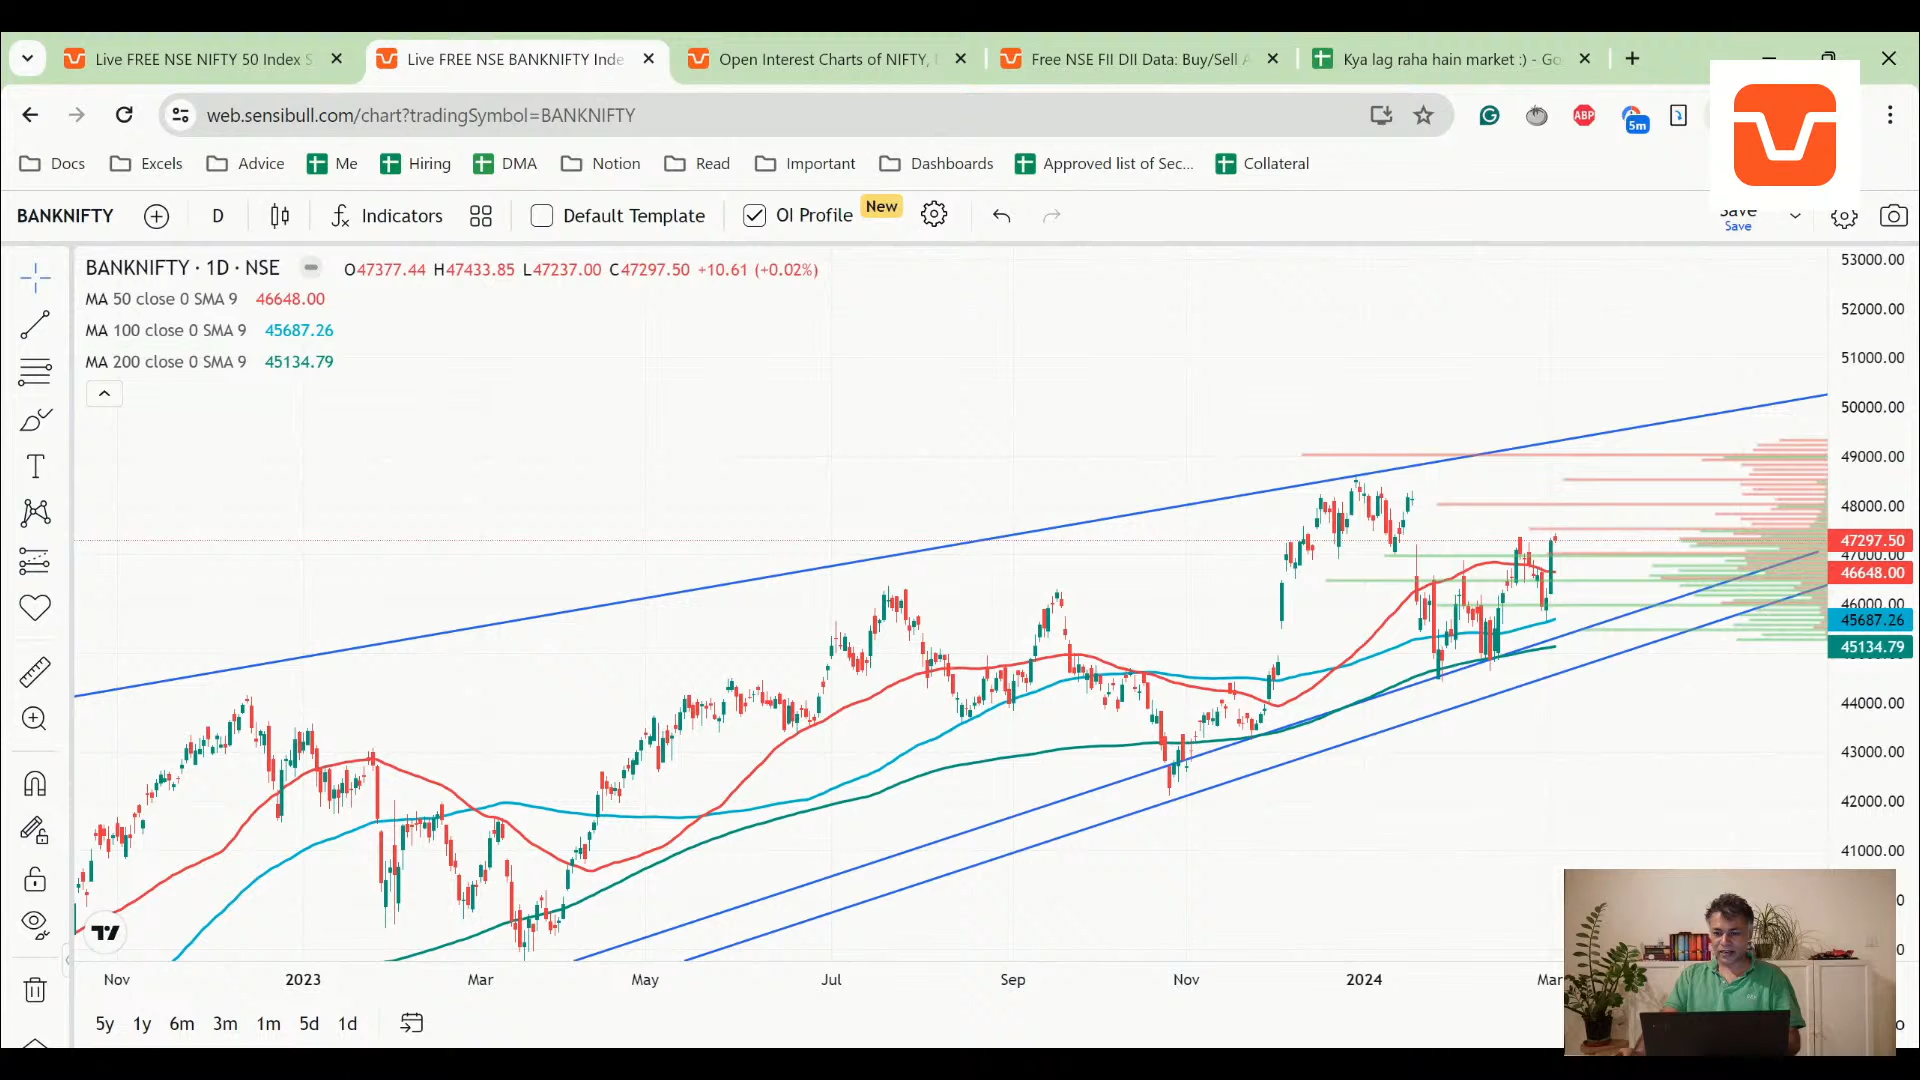 Live FREE NSE NIFTY 50 Index S
Live FREE NSE BANKNIFTY Inde
Open Interest Charts of NIFTY,
Free NSE FII DII Data: Buy/Sell A
Kya lag raha hain market :) - Go
web.sensibull.com/chart?tradingSymbol=BANKNIFTY
ABP
5m
Docs
Excels
Advice
Me
Hiring
DMA
Notion
Read
Important
Dashboards
Approved list of Sec...
Collateral
BANKNIFTY
D
Indicators
Default Template
OI Profile
New
Save
Save
BANKNIFTY · 1D · NSE
O47377.44 H47433.85 L47237.00 C47297.50 +10.61 (+0.02%)
MA 50 close 0 SMA 9 46648.00
MA 100 close 0 SMA 9 45687.26
MA 200 close 0 SMA 9 45134.79
53000.00
52000.00
51000.00
50000.00
49000.00
48000.00
47297.50
47000.00
46648.00
46000.00
45687.26
45134.79
44000.00
43000.00
42000.00
41000.00
Nov
2023
Mar
May
Jul
Sep
Nov
2024
Mar
5y
1y
6m
3m
1m
5d
1d